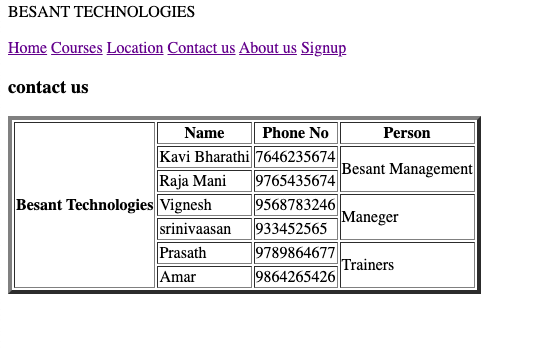 BESANT TECHNOLOGIES
Home Courses Location Contact us About us Signup
contact us
Name Phone No Person
Kavi Bharathi 7646235674
Besant Management
Raja Mani 9765435674
Besant Technologies Vignesh 9568783246
Maneger
srinivaasan 933452565
Prasath 9789864677
Trainers
Amar 9864265426